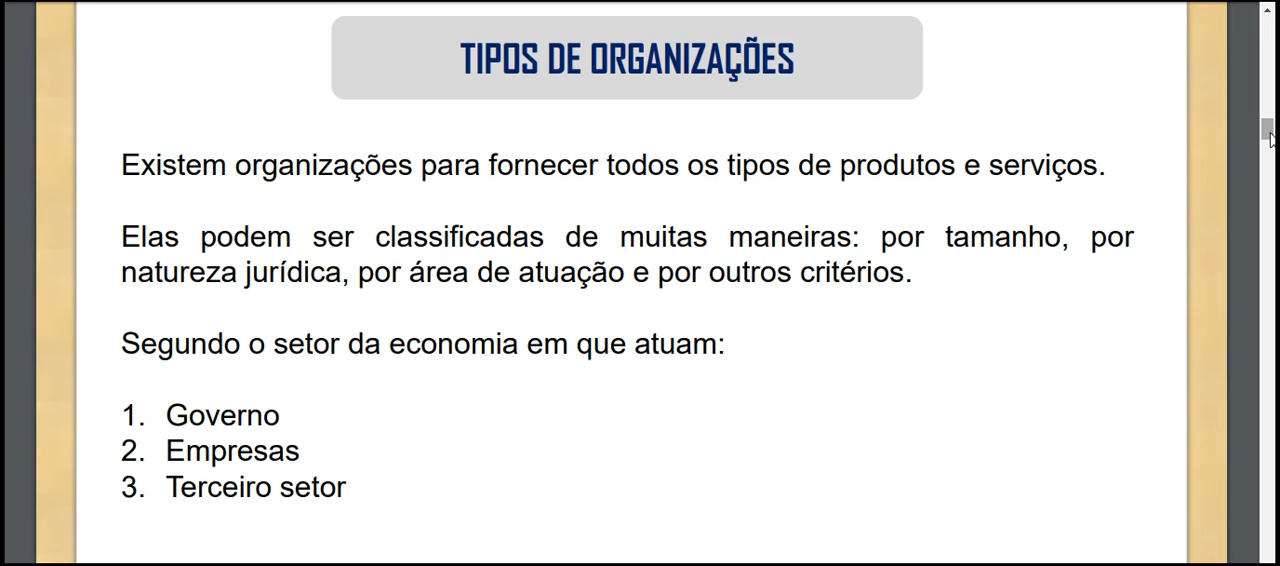 TIPOS DE ORGANIZAÇÕES
Existem organizações para fornecer todos os tipos de produtos e serviços.
Elas podem ser classificadas de muitas maneiras: por tamanho, por
natureza jurídica, por área de atuação e por outros critérios.
Segundo o setor da economia em que atuam:
1. Governo
2. Empresas
3. Terceiro setor